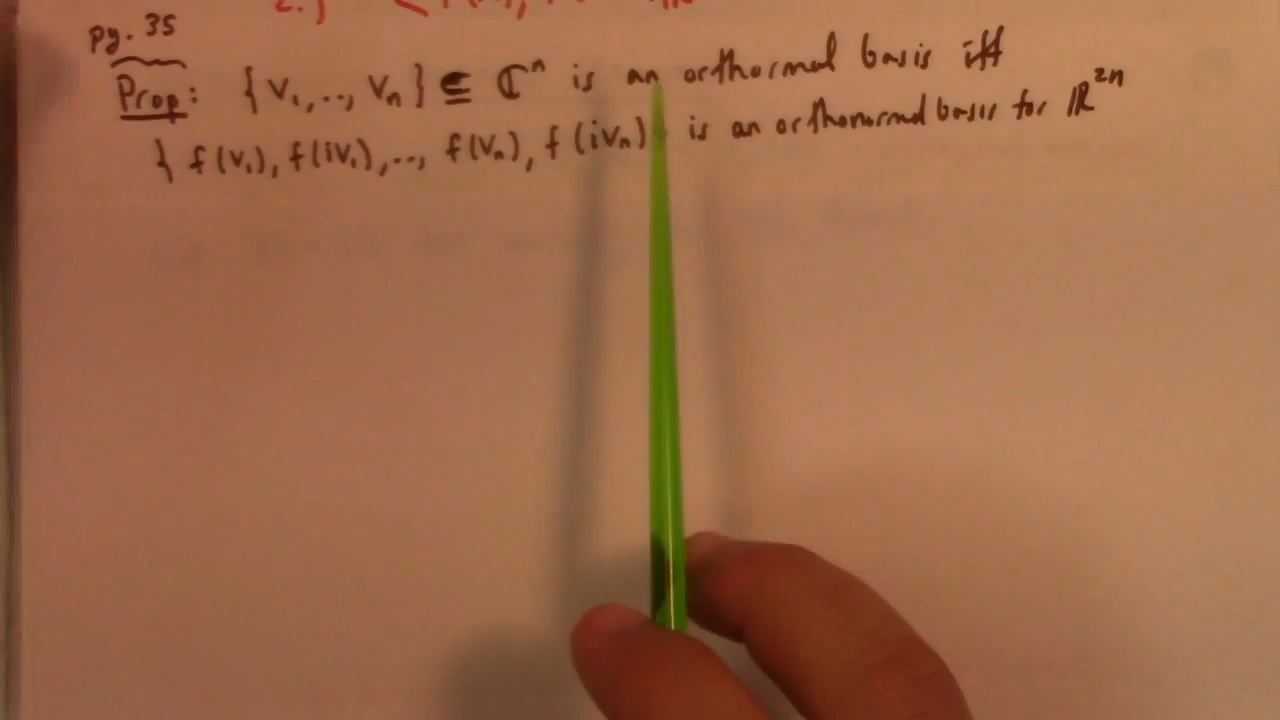 pg. 35
Prop: {V₁,.., Vₙ} ⊆ ℂⁿ is an orthormal basis iff
{ f(V₁), f(iV₁),.., f(Vₙ), f(iVₙ) is an orthonormal basis for ℝ²ⁿ